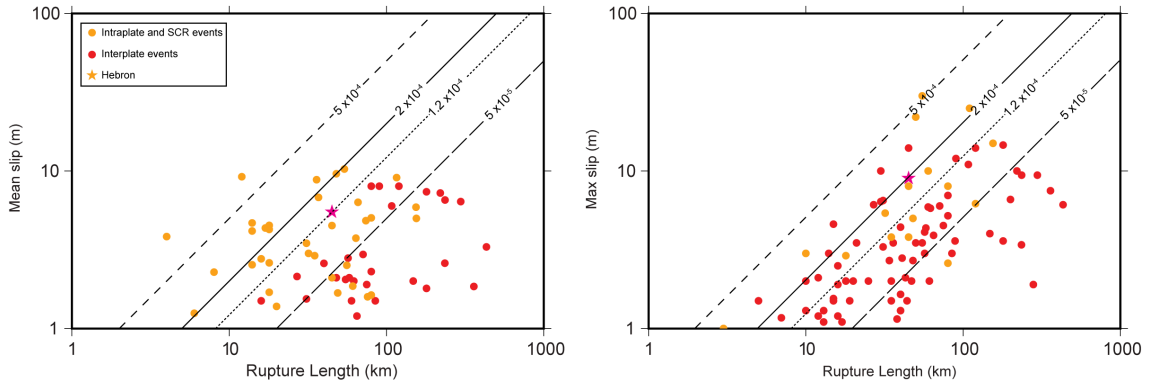 100
10
1
Mean slip (m)
Intraplate and SCR events
Interplate events
Hebron
5 x10⁻⁴
2 x10⁻⁴
1.2 x10⁻⁴
5 x10⁻⁵
1 10 100 1000
Rupture Length (km)
100
10
1
Max slip (m)
5 x10⁻⁴
2 x10⁻⁴
1.2 x10⁻⁴
5 x10⁻⁵
1 10 100 1000
Rupture Length (km)